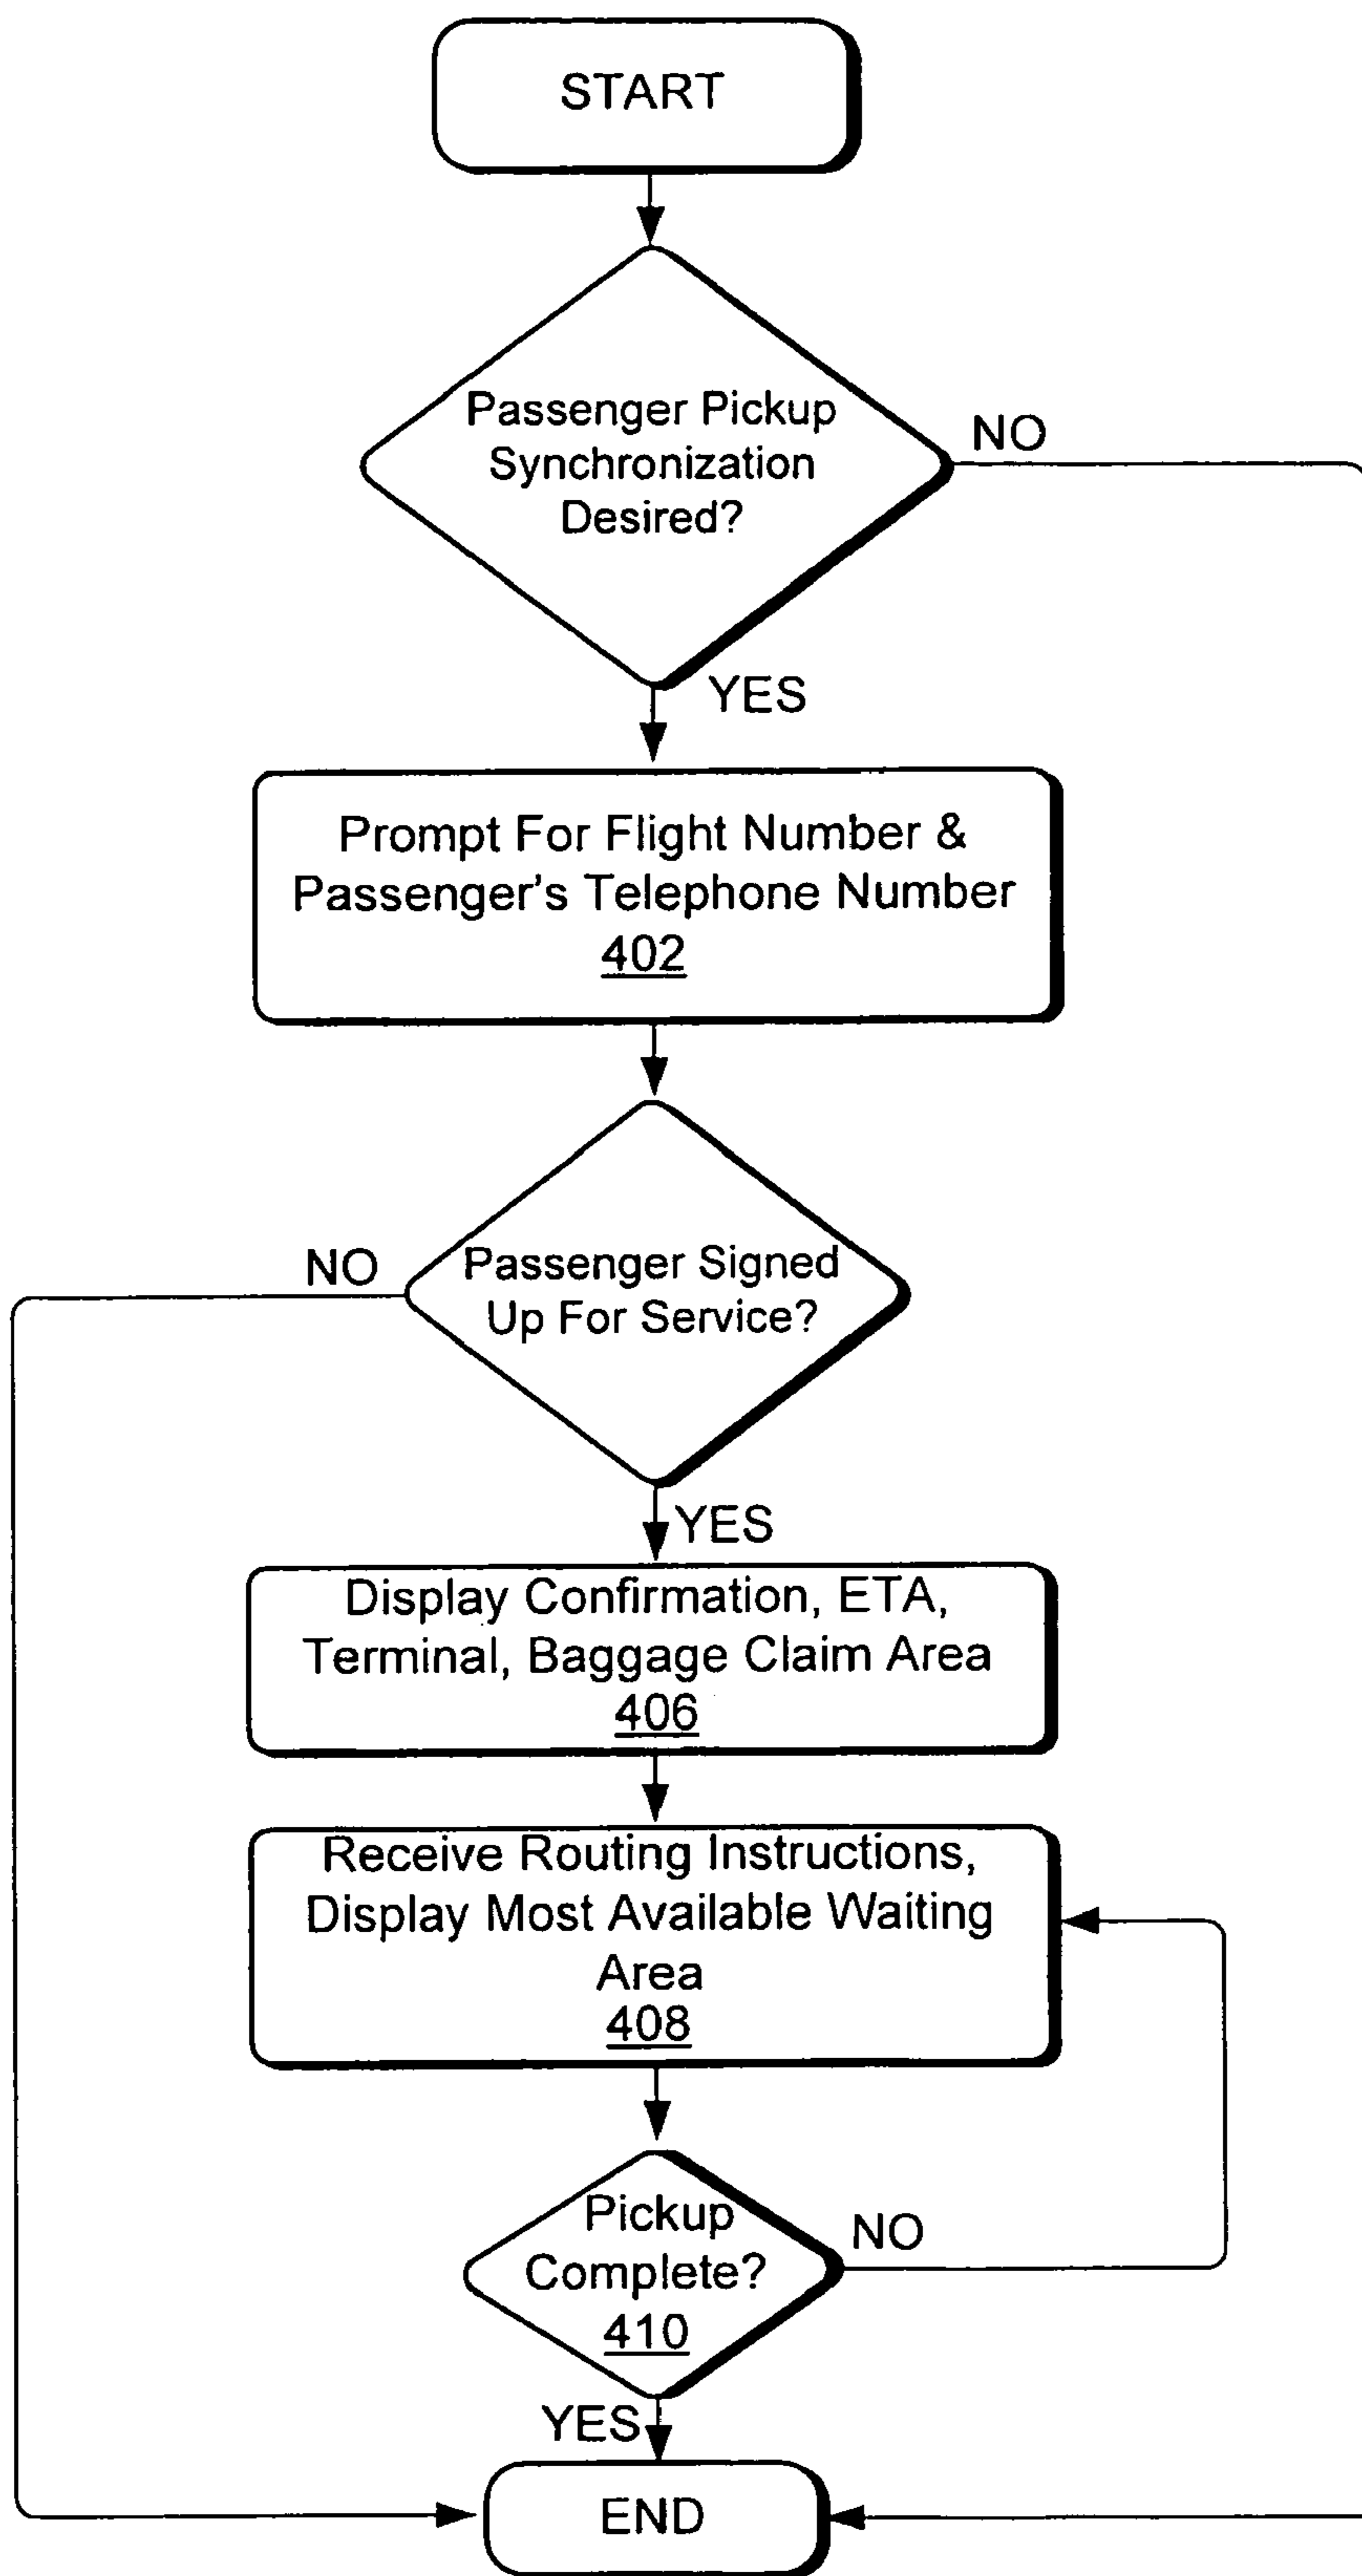 START
Passenger Pickup
Synchronization
Desired?
NO
YES
Prompt For Flight Number &
Passenger's Telephone Number
402
NO
Passenger Signed
Up For Service?
YES
Display Confirmation, ETA,
Terminal, Baggage Claim Area
406
Receive Routing Instructions,
Display Most Available Waiting
Area
408
Pickup
Complete?
410
NO
YES
END